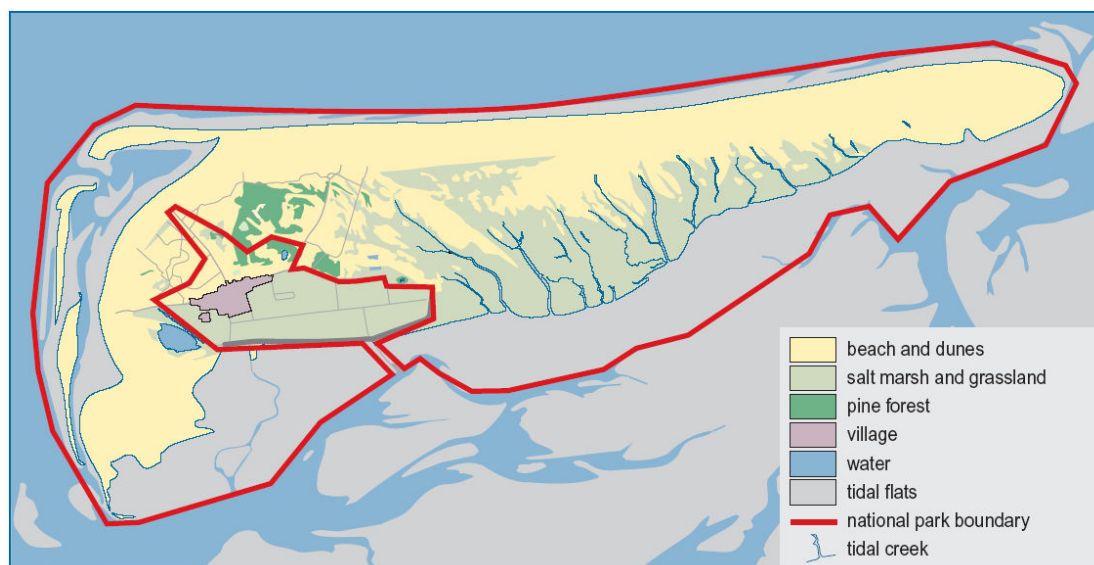 beach and dunes
salt marsh and grassland
pine forest
village
water
tidal flats
national park boundary
tidal creek